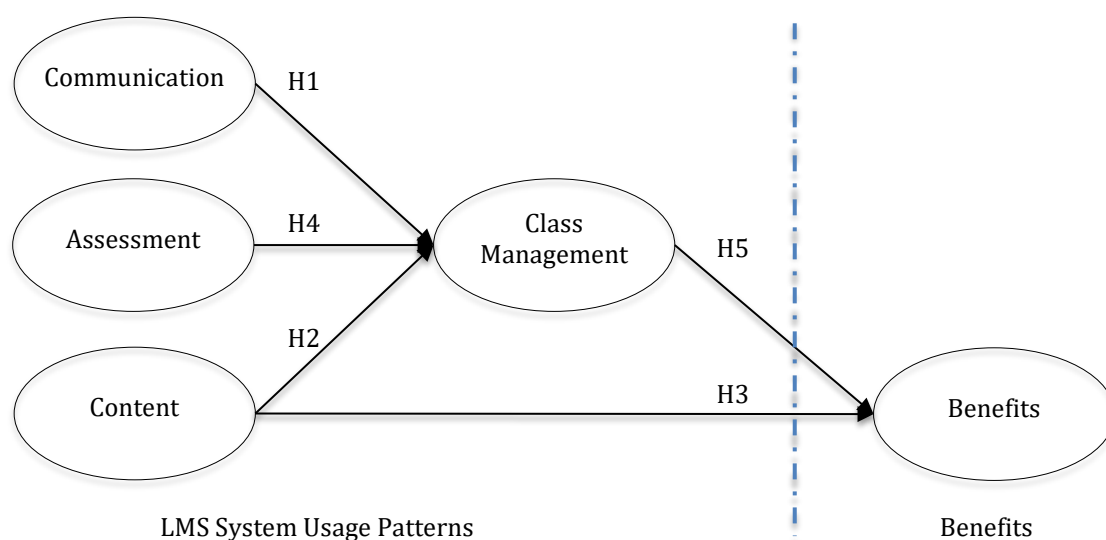 Communication
H1
Assessment
H4
Class
Management
H5
H2
Content
H3
Benefits
LMS System Usage Patterns
Benefits